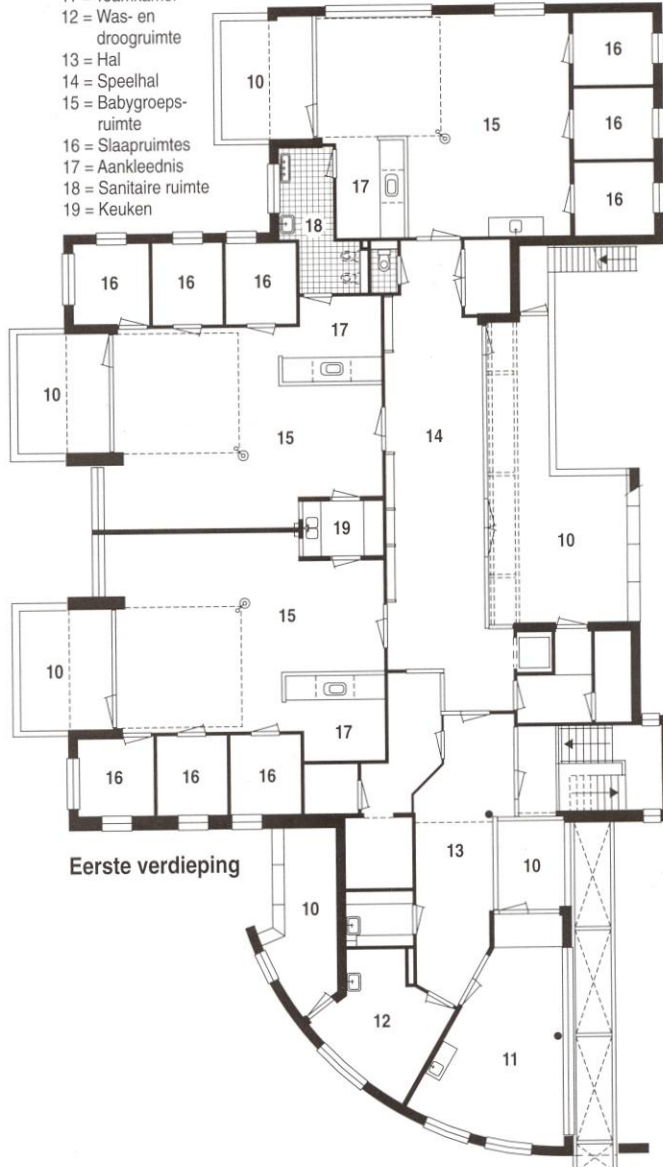 11 = Teamkamer
12 = Was- en
droogruimte
13 = Hal
14 = Speelhal
15 = Babygroeps-
ruimte
16 = Slaapruimtes
17 = Aankleednis
18 = Sanitaire ruimte
19 = Keuken
16
10
15
16
17
16
18
16
16
16
17
10
14
15
19
10
15
10
17
16
16
16
13
10
Eerste verdieping
10
12
11